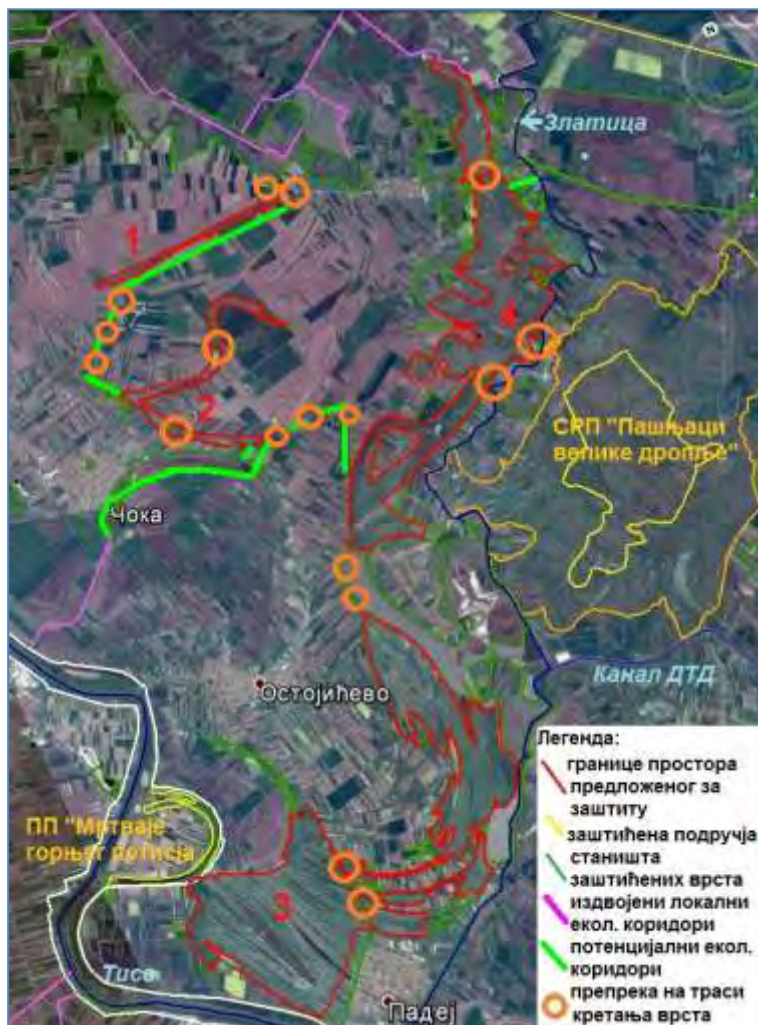 N
Златица
1
4
2
СРП "Пашњаци
велике дропље"
Чока
Канал ДТД
Остојићево
ПП "Мртваје
горњег потисја
3
Тиса
Падеј
Легенда:
границе простора
предложеног за
заштиту
заштићена подручја
станишта
заштићених врста
издвојени локални
екол. коридори
потенцијални екол.
коридори
препрека на траси
кретања врста